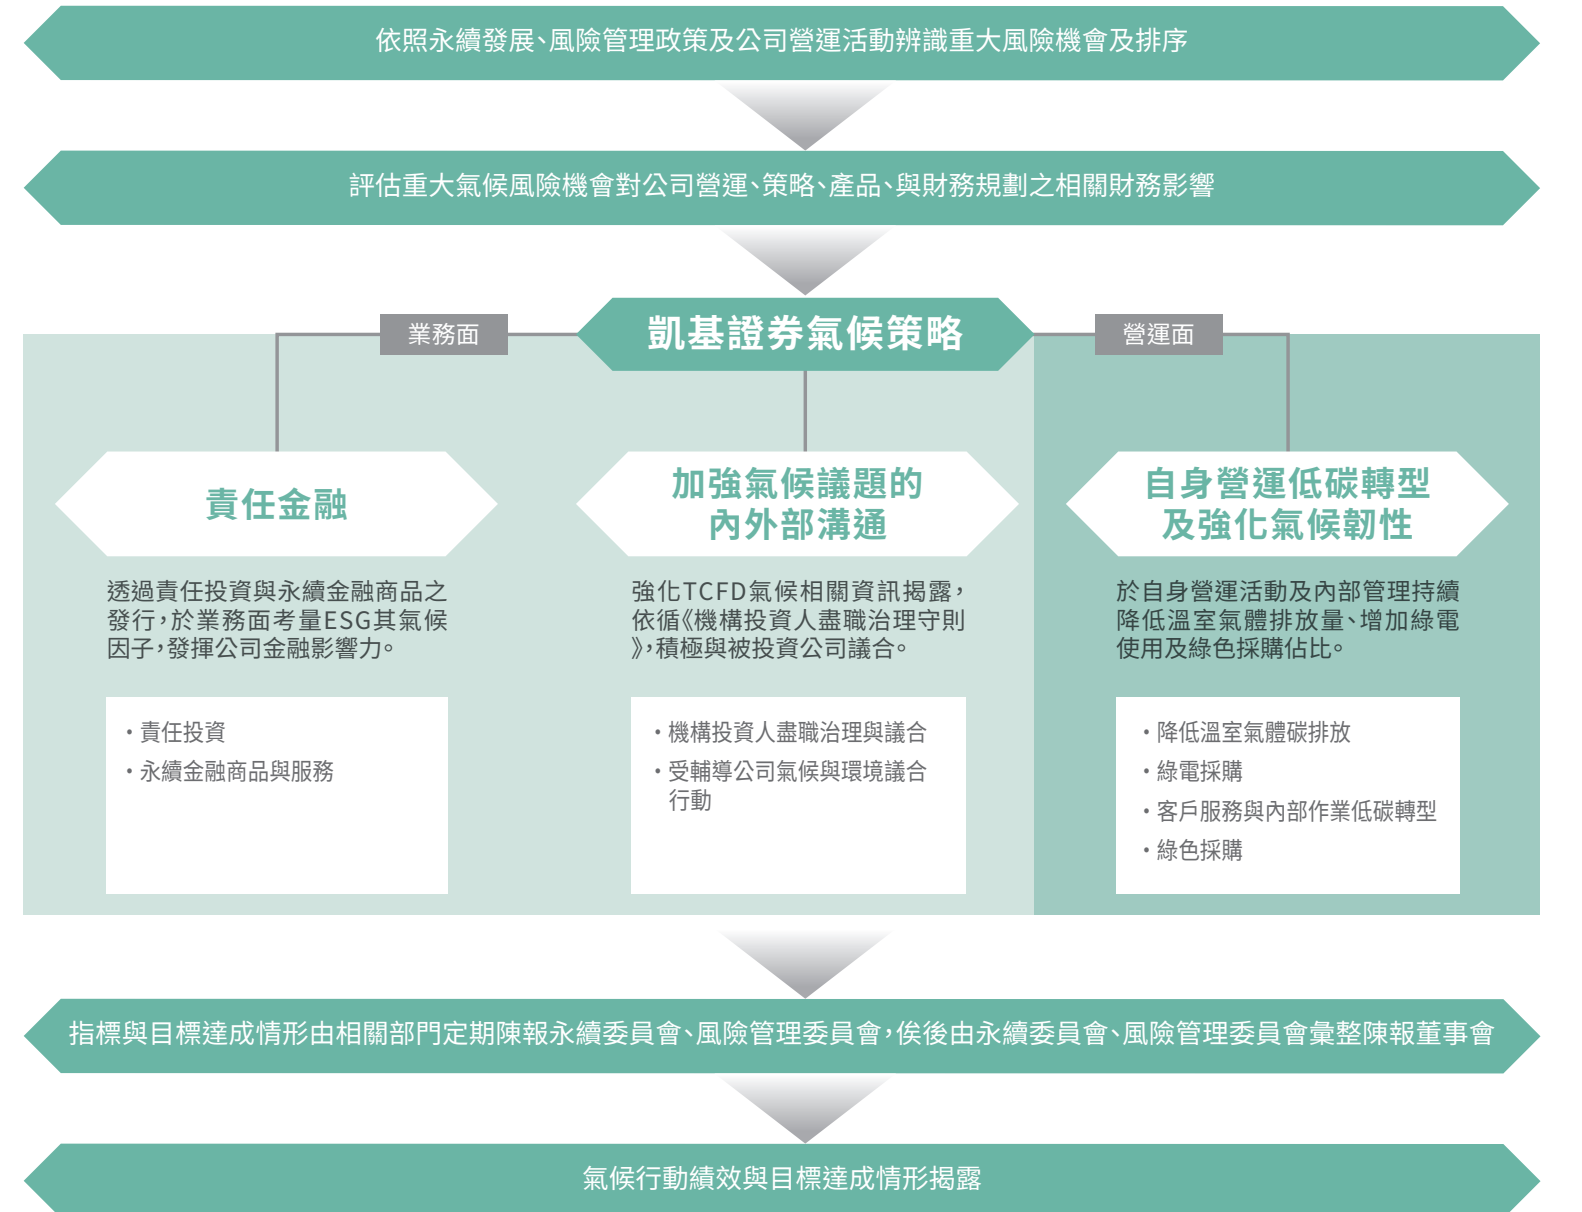 依照永續發展、風險管理政策及公司營運活動辨識重大風險機會及排序
評估重大氣候風險機會對公司營運、策略、產品、與財務規劃之相關財務影響
業務面
凱基證券氣候策略
營運面
責任金融
透過責任投資與永續金融商品之
發行，於業務面考量ESG其氣候
因子，發揮公司金融影響力。
・責任投資
・永續金融商品與服務
加強氣候議題的
內外部溝通
強化TCFD氣候相關資訊揭露，
依循《機構投資人盡職治理守則
》，積極與被投資公司議合。
・機構投資人盡職治理與議合
・受輔導公司氣候與環境議合
行動
自身營運低碳轉型
及強化氣候韌性
於自身營運活動及內部管理持續
降低溫室氣體排放量、增加綠電
使用及綠色採購佔比。
・降低溫室氣體碳排放
・綠電採購
・客戶服務與內部作業低碳轉型
・綠色採購
指標與目標達成情形由相關部門定期陳報永續委員會、風險管理委員會，俟後由永續委員會、風險管理委員會彙整陳報董事會
氣候行動績效與目標達成情形揭露